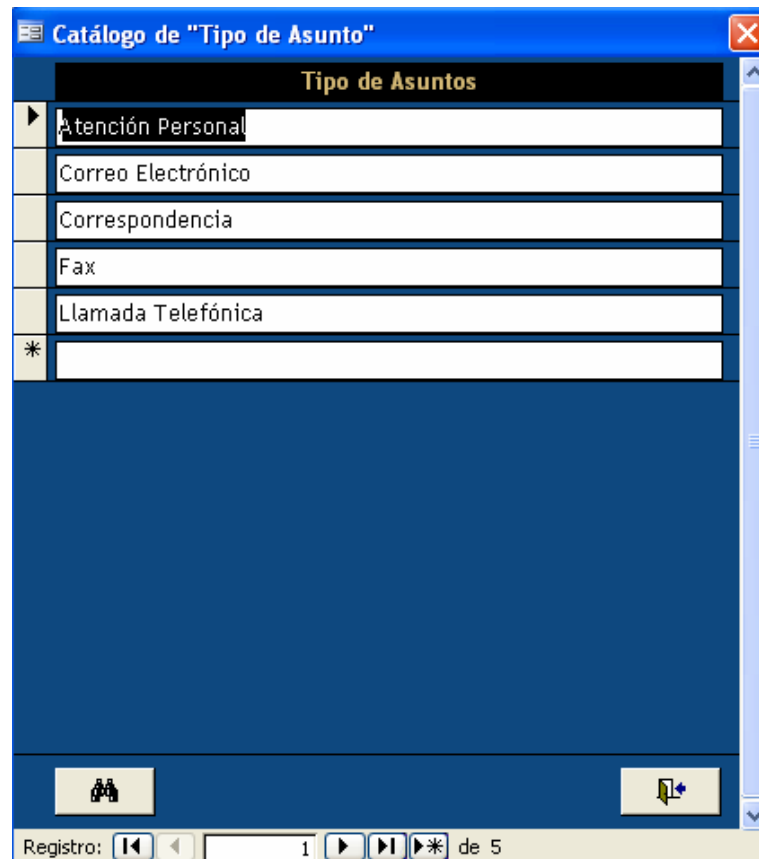 Catálogo de "Tipo de Asunto"
Tipo de Asuntos
Atención Personal
Correo Electrónico
Correspondencia
Fax
Llamada Telefónica
Registro: 1 de 5